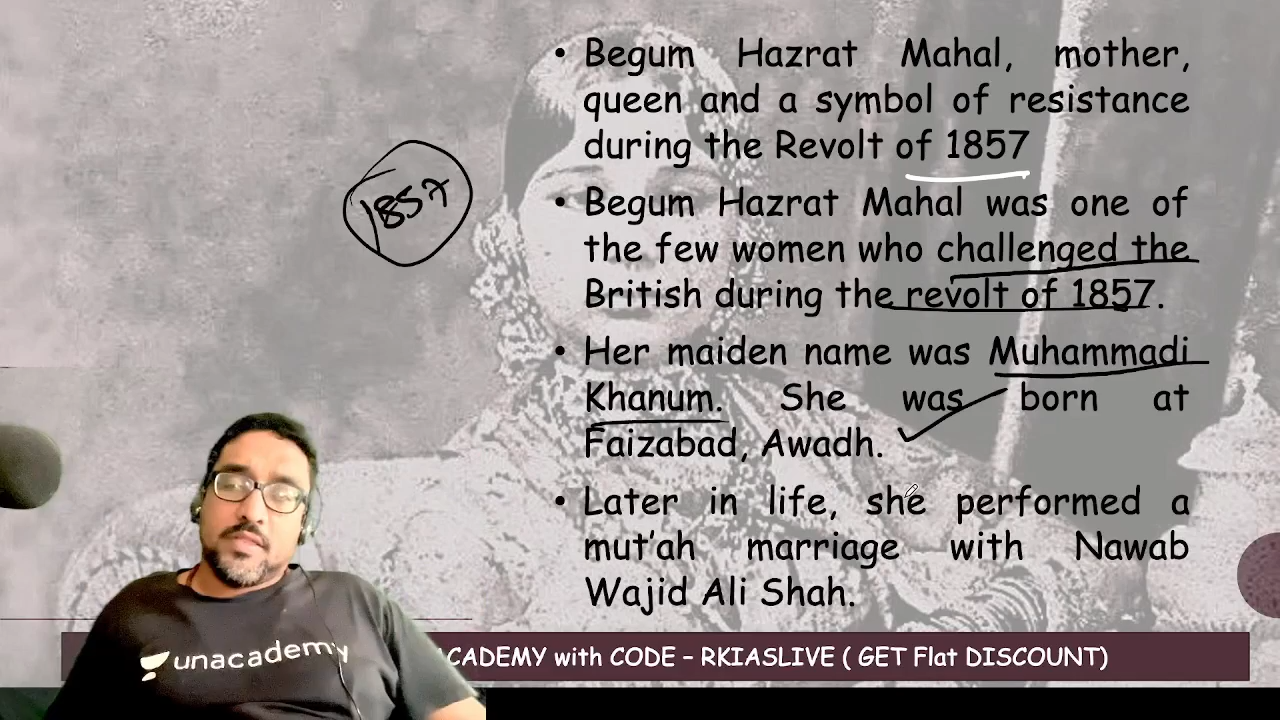 • Begum Hazrat Mahal, mother,
queen and a symbol of resistance
during the Revolt of 1857
1857
• Begum Hazrat Mahal was one of
the few women who challenged the
British during the revolt of 1857.
• Her maiden name was Muhammadi
Khanum. She was born at
Faizabad, Awadh.
• Later in life, she performed a
mut’ah marriage with Nawab
Wajid Ali Shah.
unacademy
CADEMY with CODE – RKIASLIVE ( GET Flat DISCOUNT)